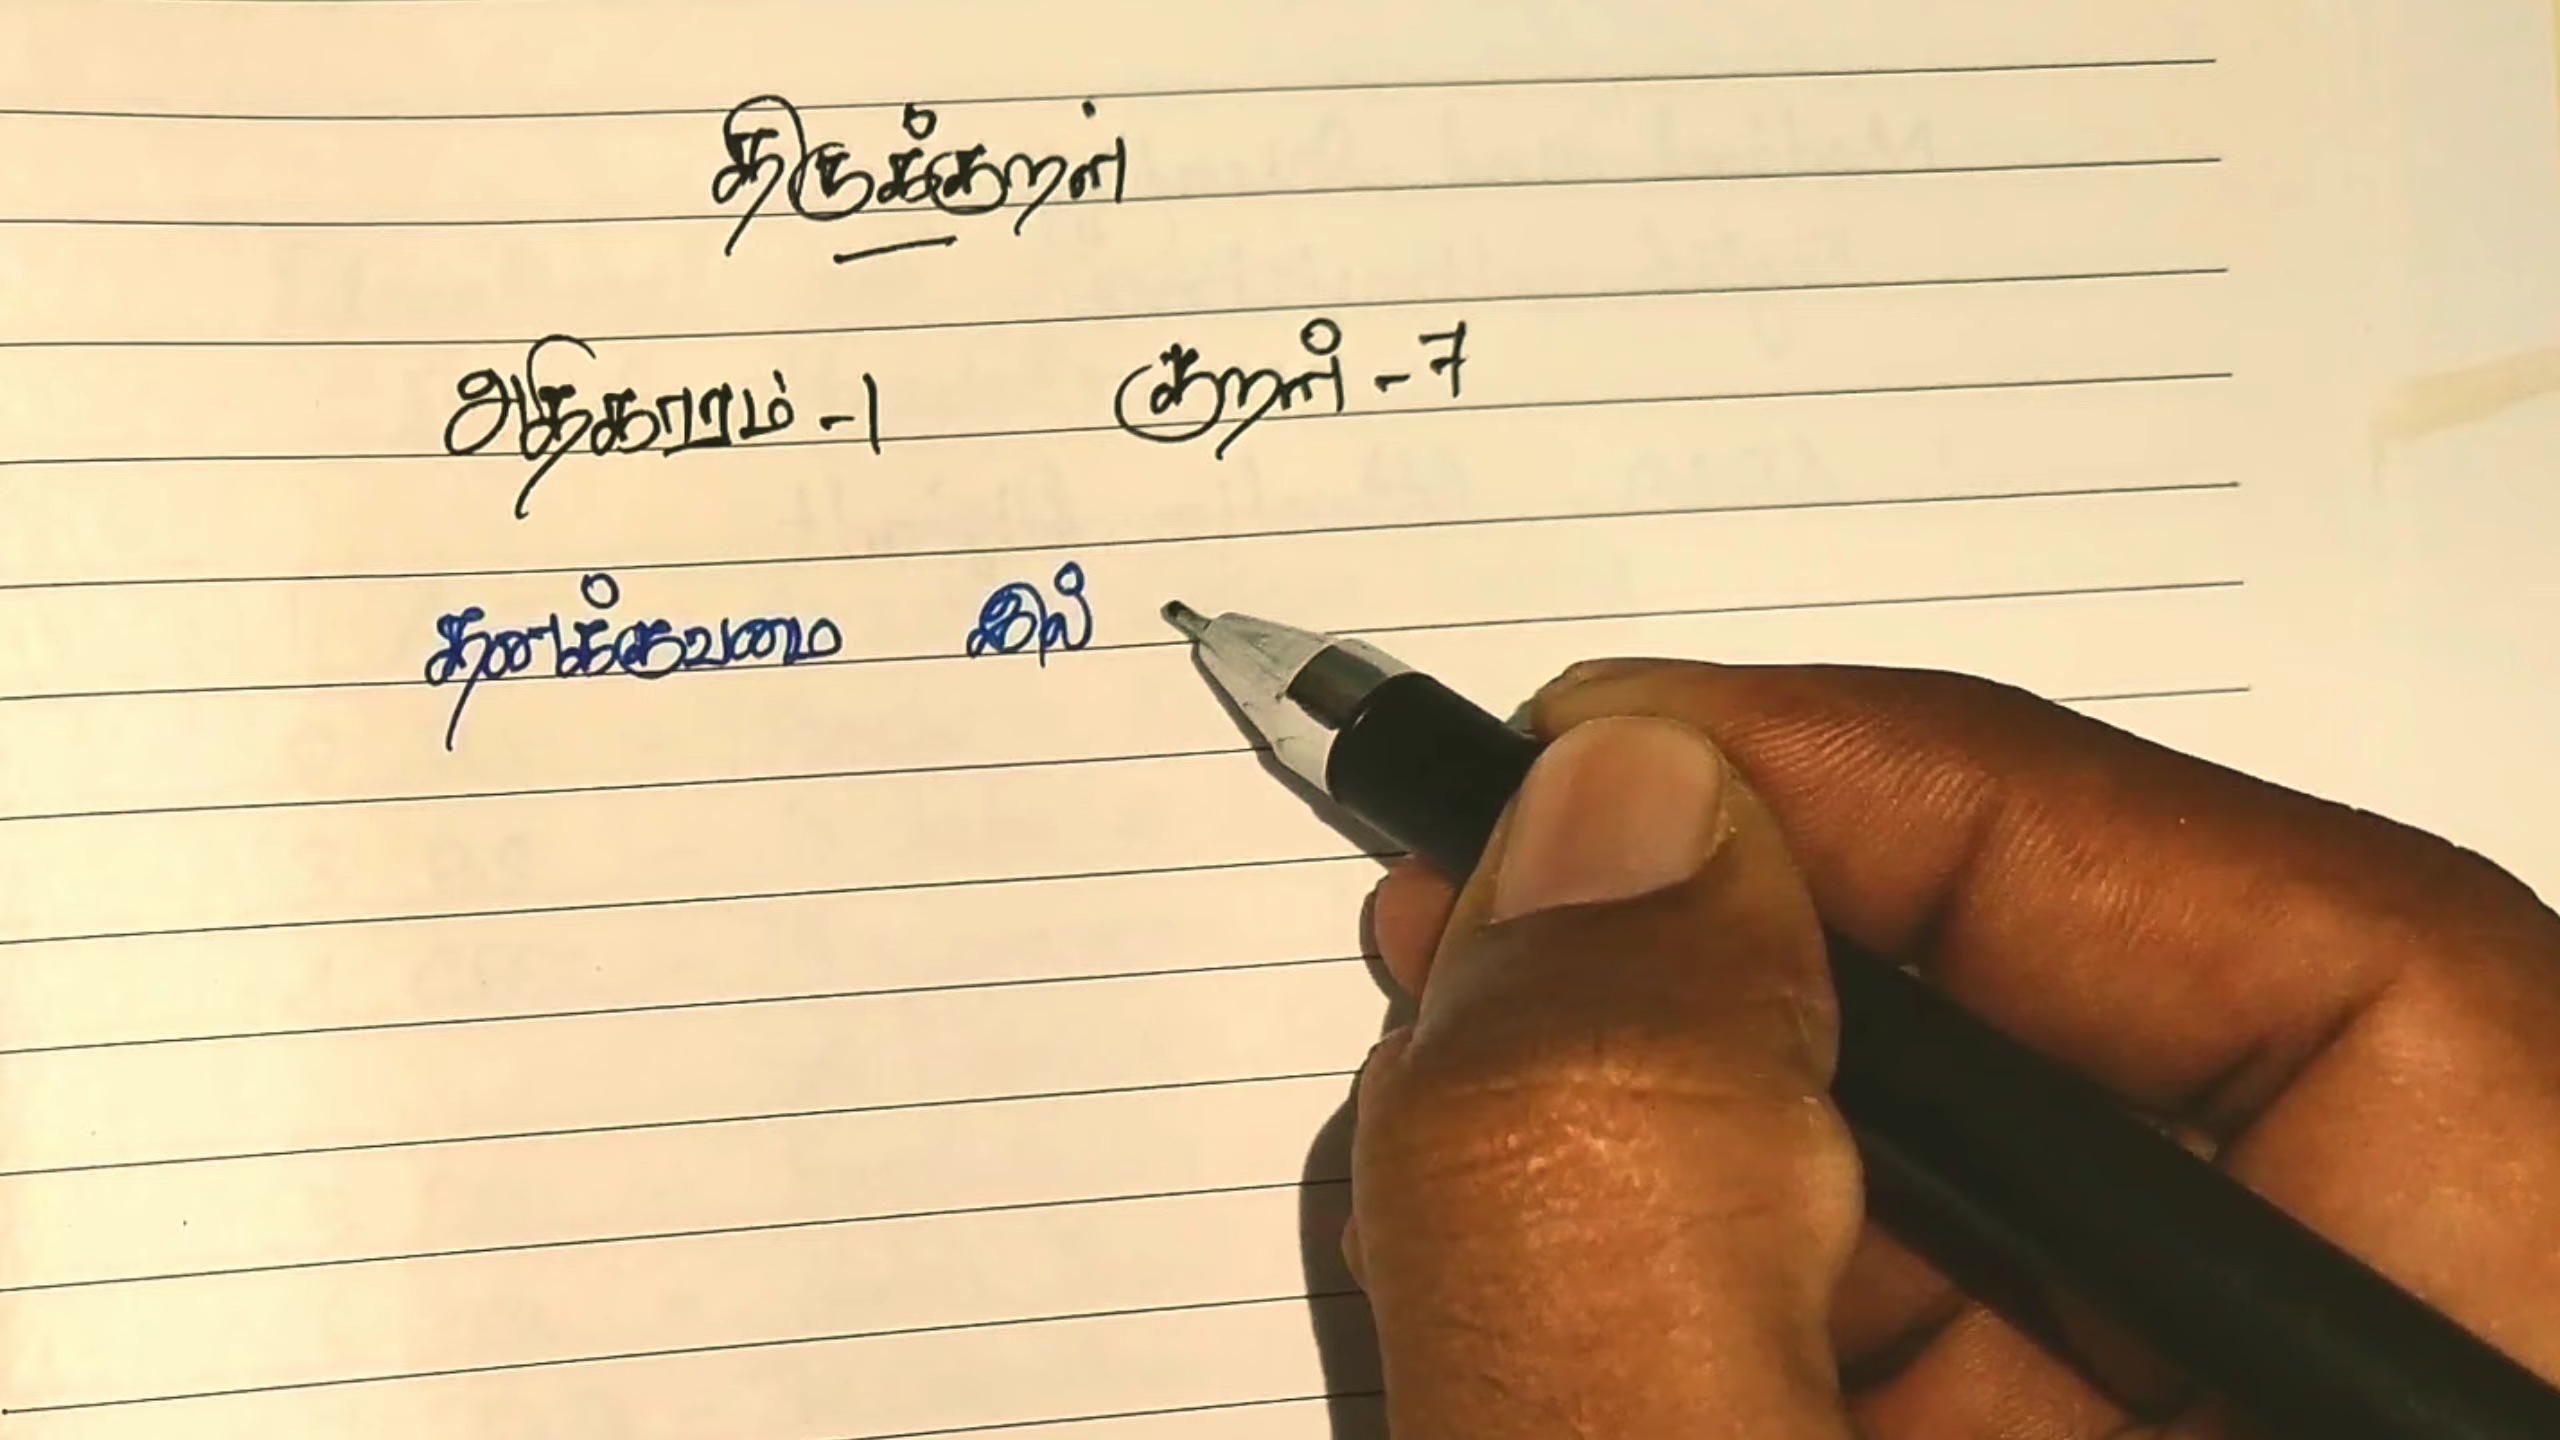 திருக்குறள்
அதிகாரம் -1 குறள் - 7
தனக்குவமை இல்